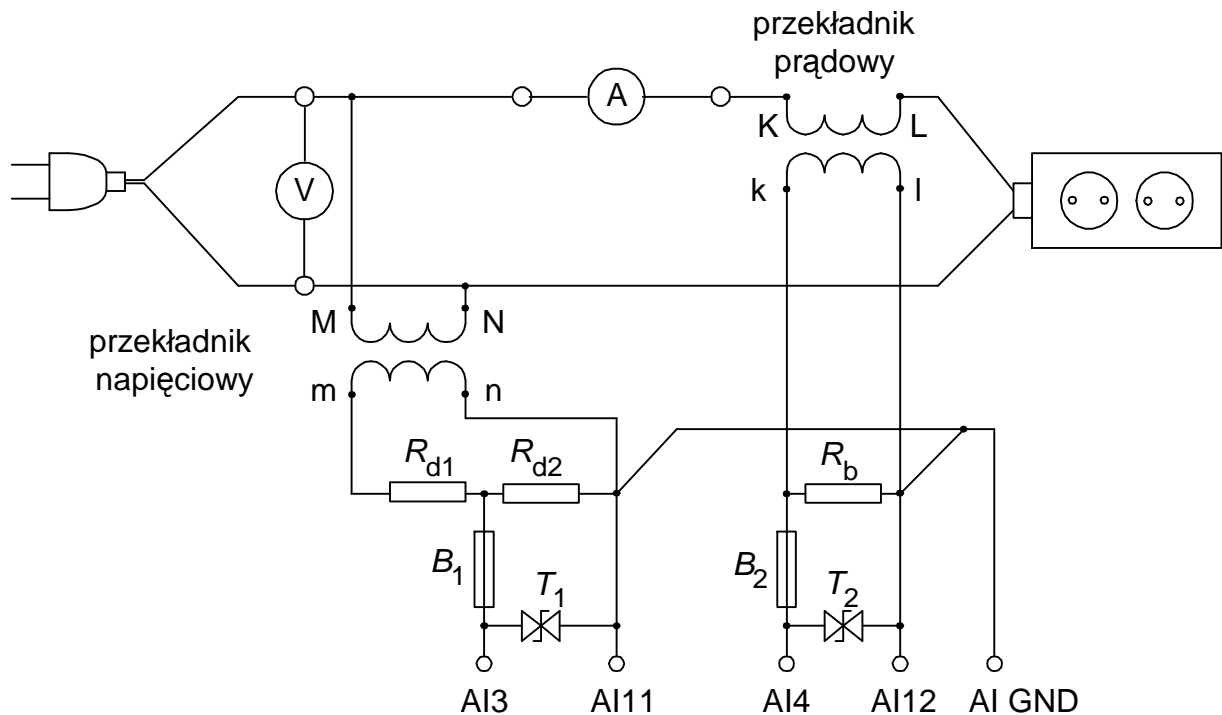 przekładnik
prądowy
A
K L
V
k l
M N
przekładnik
napięciowy
m n
Rd1 Rd2 Rb
B1 T1 B2 T2
AI3 AI11 AI4 AI12 AI GND